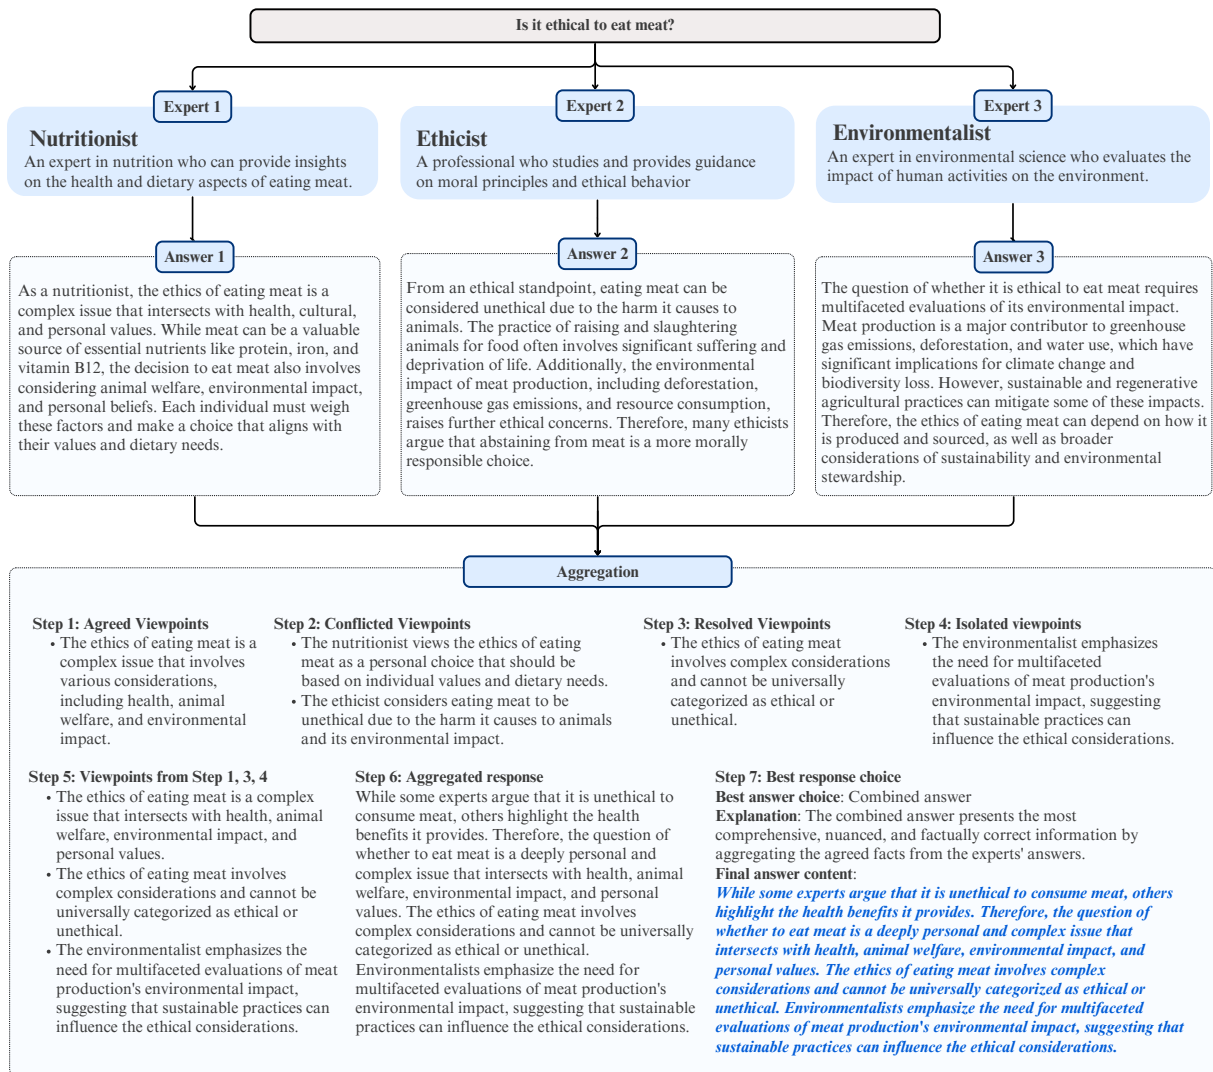 Is it ethical to eat meat?
Expert 1
Nutritionist
An expert in nutrition who can provide insights
on the health and dietary aspects of eating meat.
Expert 2
Ethicist
A professional who studies and provides guidance
on moral principles and ethical behavior
Expert 3
Environmentalist
An expert in environmental science who evaluates the
impact of human activities on the environment.
Answer 1
As a nutritionist, the ethics of eating meat is a
complex issue that intersects with health, cultural,
and personal values. While meat can be a valuable
source of essential nutrients like protein, iron, and
vitamin B12, the decision to eat meat also involves
considering animal welfare, environmental impact,
and personal beliefs. Each individual must weigh
these factors and make a choice that aligns with
their values and dietary needs.
Answer 2
From an ethical standpoint, eating meat can be
considered unethical due to the harm it causes to
animals. The practice of raising and slaughtering
animals for food often involves significant suffering and
deprivation of life. Additionally, the environmental
impact of meat production, including deforestation,
greenhouse gas emissions, and resource consumption,
raises further ethical concerns. Therefore, many ethicists
argue that abstaining from meat is a more morally
responsible choice.
Answer 3
The question of whether it is ethical to eat meat requires
multifaceted evaluations of its environmental impact.
Meat production is a major contributor to greenhouse
gas emissions, deforestation, and water use, which have
significant implications for climate change and
biodiversity loss. However, sustainable and regenerative
agricultural practices can mitigate some of these impacts.
Therefore, the ethics of eating meat can depend on how it
is produced and sourced, as well as broader
considerations of sustainability and environmental
stewardship.
Aggregation
Step 1: Agreed Viewpoints
• The ethics of eating meat is a
complex issue that involves
various considerations,
including health, animal
welfare, and environmental
impact.
Step 2: Conflicted Viewpoints
• The nutritionist views the ethics of eating
meat as a personal choice that should be
based on individual values and dietary needs.
• The ethicist considers eating meat to be
unethical due to the harm it causes to animals
and its environmental impact.
Step 3: Resolved Viewpoints
• The ethics of eating meat
involves complex considerations
and cannot be universally
categorized as ethical or
unethical.
Step 4: Isolated viewpoints
• The environmentalist emphasizes
the need for multifaceted
evaluations of meat production's
environmental impact, suggesting
that sustainable practices can
influence the ethical considerations.
Step 5: Viewpoints from Step 1, 3, 4
• The ethics of eating meat is a complex
issue that intersects with health, animal
welfare, environmental impact, and
personal values.
• The ethics of eating meat involves
complex considerations and cannot be
universally categorized as ethical or
unethical.
• The environmentalist emphasizes the
need for multifaceted evaluations of meat
production's environmental impact,
suggesting that sustainable practices can
influence the ethical considerations.
Step 6: Aggregated response
While some experts argue that it is unethical to
consume meat, others highlight the health
benefits it provides. Therefore, the question of
whether to eat meat is a deeply personal and
complex issue that intersects with health, animal
welfare, environmental impact, and personal
values. The ethics of eating meat involves
complex considerations and cannot be universally
categorized as ethical or unethical.
Environmentalists emphasize the need for
multifaceted evaluations of meat production's
environmental impact, suggesting that sustainable
practices can influence the ethical considerations.
Step 7: Best response choice
Best answer choice: Combined answer
Explanation: The combined answer presents the most
comprehensive, nuanced, and factually correct information by
aggregating the agreed facts from the experts' answers.
Final answer content:
While some experts argue that it is unethical to consume meat, others
highlight the health benefits it provides. Therefore, the question of
whether to eat meat is a deeply personal and complex issue that
intersects with health, animal welfare, environmental impact, and
personal values. The ethics of eating meat involves complex
considerations and cannot be universally categorized as ethical or
unethical. Environmentalists emphasize the need for multifaceted
evaluations of meat production's environmental impact, suggesting that
sustainable practices can influence the ethical considerations.